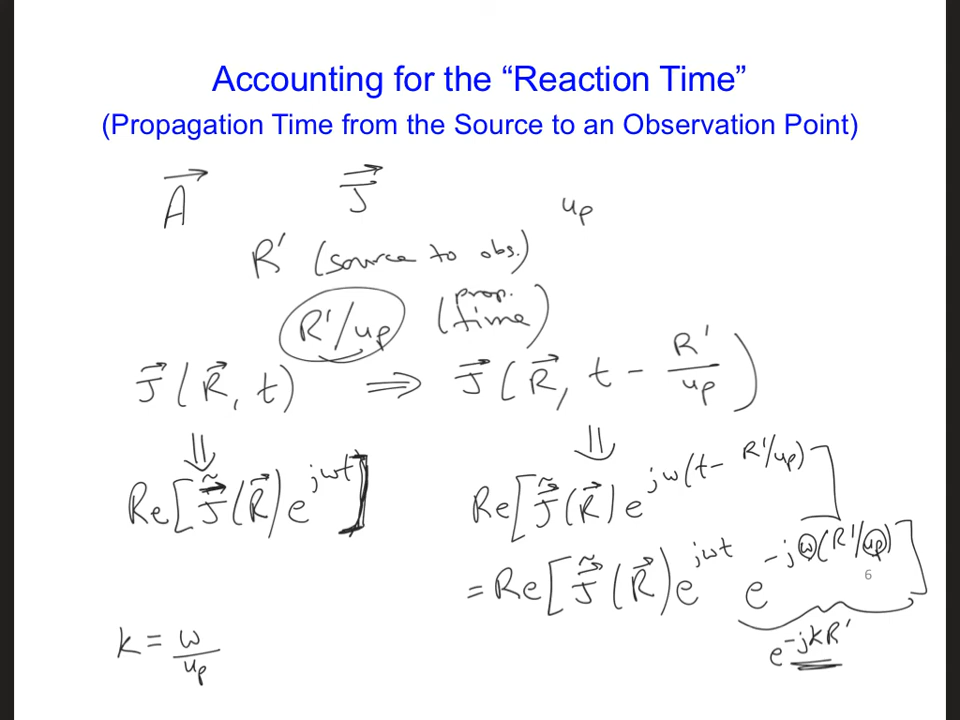 Accounting for the “Reaction Time”
(Propagation Time from the Source to an Observation Point)
A⃗ J⃗ u_p
R' (source to obs.)
R'/u_p (prop. time)
J⃗(R⃗, t) ⟹ J⃗(R⃗, t - R'/u_p)
⇓ ⇓
Re[J̃⃗(R⃗)e^{jωt}] Re[J̃⃗(R⃗)e^{jω(t-R'/u_p)}]
= Re[J̃⃗(R⃗)e^{jωt} e^{-jω(R'/u_p)}]
6
k = ω/u_p e^{-jkR'}